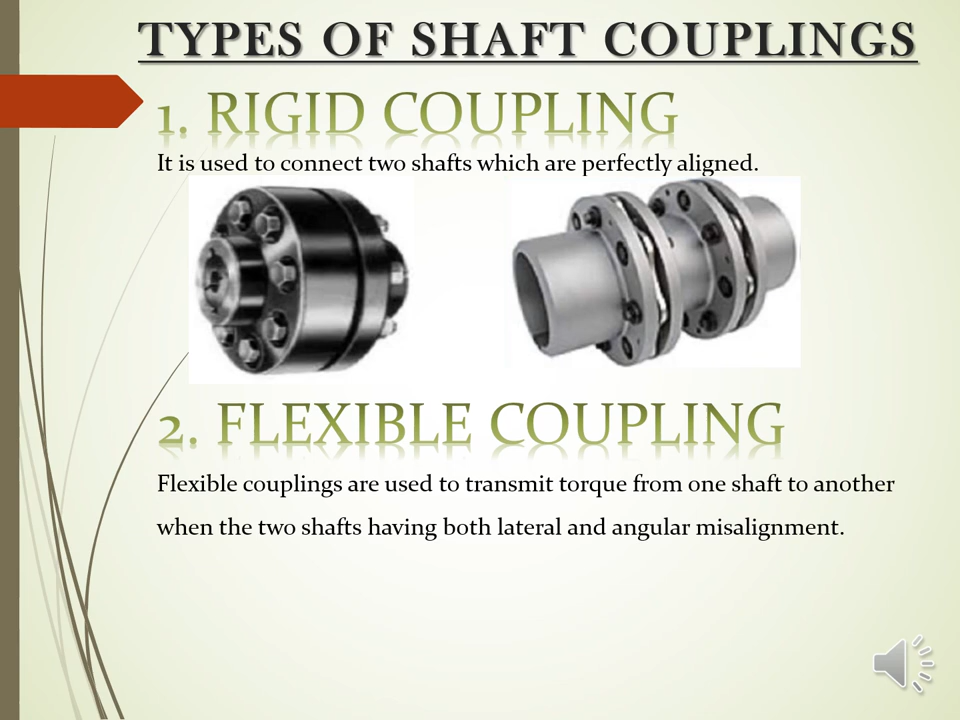 TYPES OF SHAFT COUPLINGS
1. RIGID COUPLING
It is used to connect two shafts which are perfectly aligned.
2. FLEXIBLE COUPLING
Flexible couplings are used to transmit torque from one shaft to another
when the two shafts having both lateral and angular misalignment.